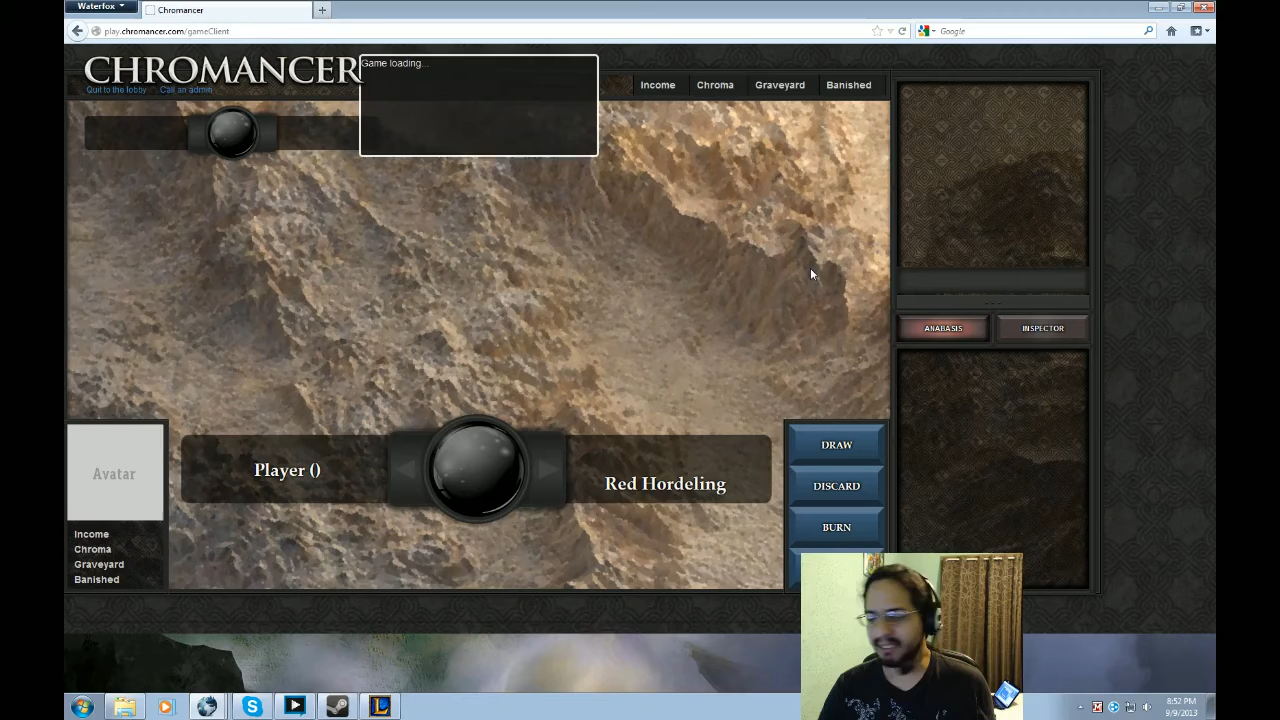 Waterfox
Chromancer
play.chromancer.com/gameClient
Google
CHROMANCER
Game loading...
Quit to the lobby Call an admin
Income Chroma Graveyard Banished
ANABASIS INSPECTOR
Player ()
Red Hordeling
Avatar
Income
Chroma
Graveyard
Banished
DRAW
DISCARD
BURN
8:52 PM
9/9/2013